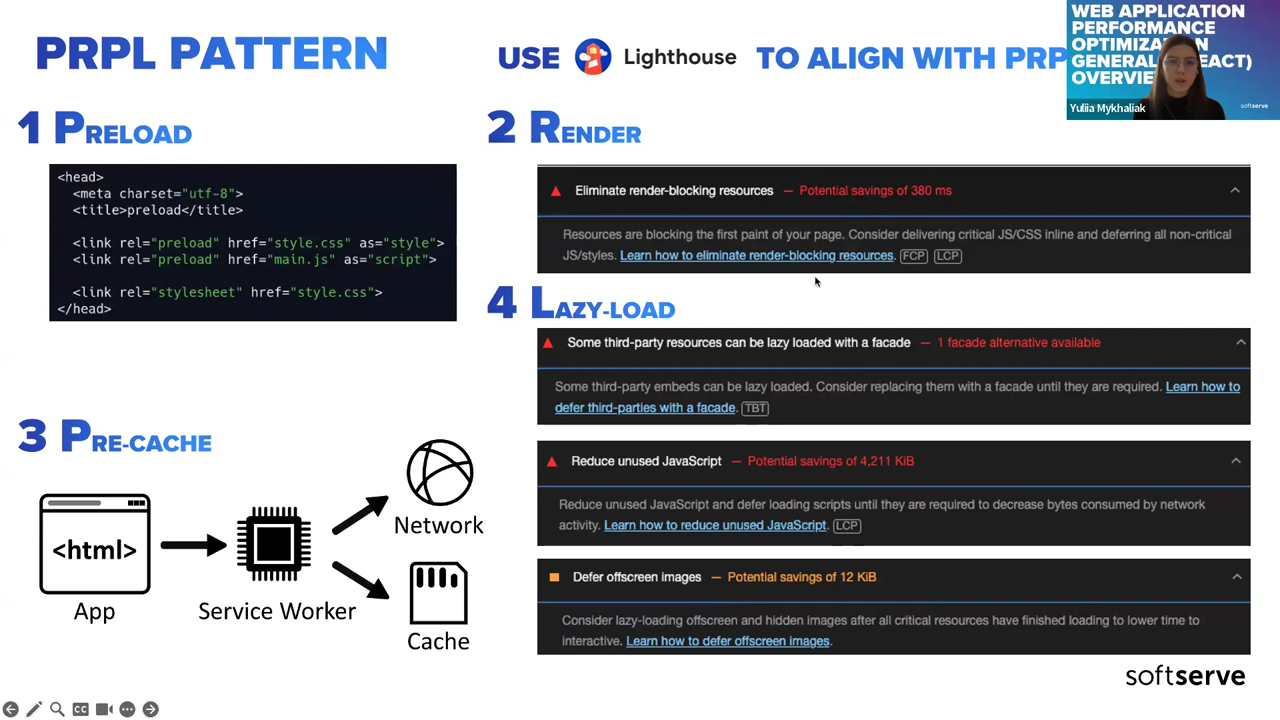 PRPL PATTERN
USE Lighthouse TO ALIGN WITH PRP
WEB APPLICATION
PERFORMANCE
Yuliia Mykhaliak
softserve
1 PRELOAD
<head>
<meta charset="utf-8">
<title>preload</title>
<link rel="preload" href="style.css" as="style">
<link rel="preload" href="main.js" as="script">
<link rel="stylesheet" href="style.css">
</head>
2 RENDER
Eliminate render-blocking resources — Potential savings of 380 ms
Resources are blocking the first paint of your page. Consider delivering critical JS/CSS inline and deferring all non-critical
JS/styles. Learn how to eliminate render-blocking resources. FCP LCP
3 PRE-CACHE
<html>
App
Service Worker
Network
Cache
4 LAZY-LOAD
Some third-party resources can be lazy loaded with a facade — 1 facade alternative available
Some third-party embeds can be lazy loaded. Consider replacing them with a facade until they are required. Learn how to
defer third-parties with a facade. TBT
Reduce unused JavaScript — Potential savings of 4,211 KiB
Reduce unused JavaScript and defer loading scripts until they are required to decrease bytes consumed by network
activity. Learn how to reduce unused JavaScript. LCP
Defer offscreen images — Potential savings of 12 KiB
Consider lazy-loading offscreen and hidden images after all critical resources have finished loading to lower time to
interactive. Learn how to defer offscreen images.
softserve
CC